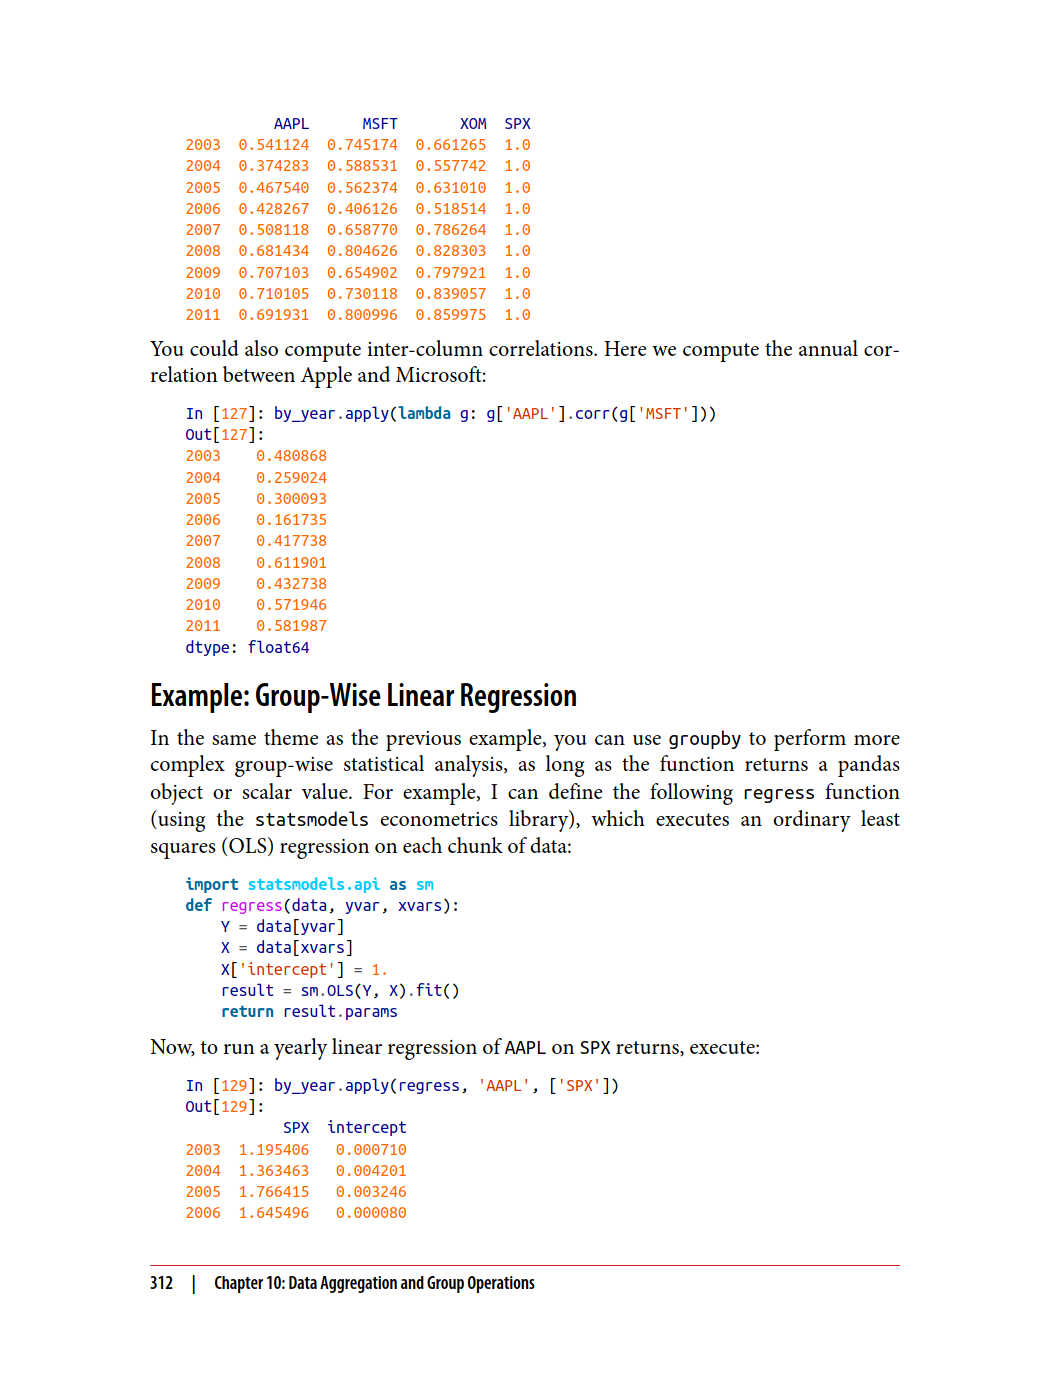 AAPL      MSFT       XOM  SPX
2003  0.541124  0.745174  0.661265  1.0
2004  0.374283  0.588531  0.557742  1.0
2005  0.467540  0.562374  0.631010  1.0
2006  0.428267  0.406126  0.518514  1.0
2007  0.508118  0.658770  0.786264  1.0
2008  0.681434  0.804626  0.828303  1.0
2009  0.707103  0.654902  0.797921  1.0
2010  0.710105  0.730118  0.839057  1.0
2011  0.691931  0.800996  0.859975  1.0
You could also compute inter-column correlations. Here we compute the annual cor-
relation between Apple and Microsoft:
In [127]: by_year.apply(lambda g: g['AAPL'].corr(g['MSFT']))
Out[127]:
2003    0.480868
2004    0.259024
2005    0.300093
2006    0.161735
2007    0.417738
2008    0.611901
2009    0.432738
2010    0.571946
2011    0.581987
dtype: float64
Example: Group-Wise Linear Regression
In the same theme as the previous example, you can use groupby to perform more
complex group-wise statistical analysis, as long as the function returns a pandas
object or scalar value. For example, I can define the following regress function
(using the statsmodels econometrics library), which executes an ordinary least
squares (OLS) regression on each chunk of data:
import statsmodels.api as sm
def regress(data, yvar, xvars):
    Y = data[yvar]
    X = data[xvars]
    X['intercept'] = 1.
    result = sm.OLS(Y, X).fit()
    return result.params
Now, to run a yearly linear regression of AAPL on SPX returns, execute:
In [129]: by_year.apply(regress, 'AAPL', ['SPX'])
Out[129]:
           SPX  intercept
2003  1.195406   0.000710
2004  1.363463   0.004201
2005  1.766415   0.003246
2006  1.645496   0.000080
312 | Chapter 10: Data Aggregation and Group Operations